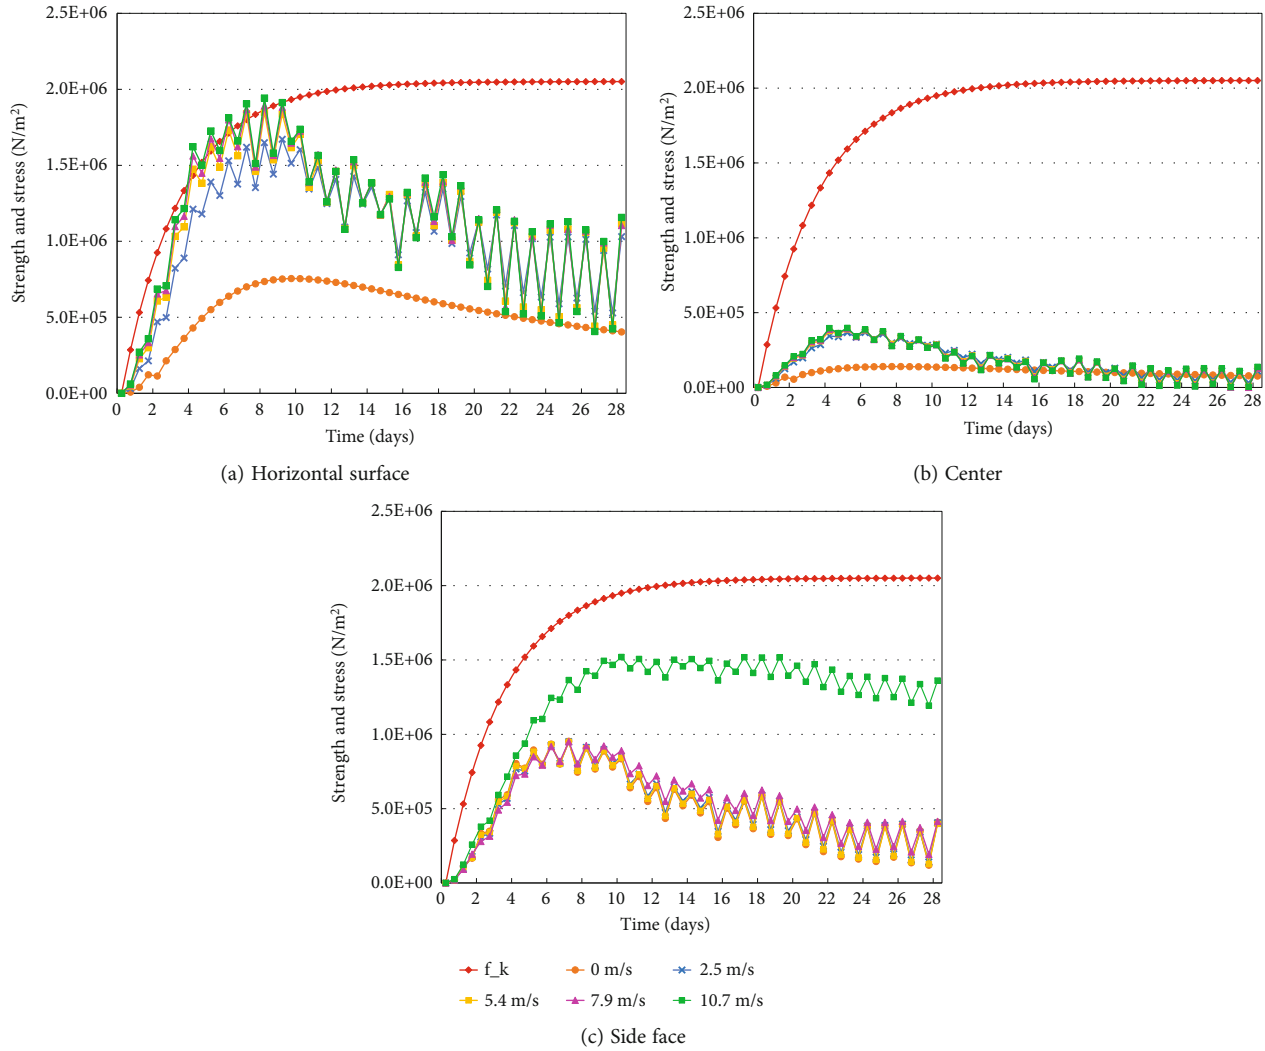 2.5E+06
2.0E+06
1.5E+06
1.0E+06
5.0E+05
0.0E+00
Strength and stress (N/m²)
0 2 4 6 8 10 12 14 16 18 20 22 24 26 28
Time (days)
(a) Horizontal surface
2.5E+06
2.0E+06
1.5E+06
1.0E+06
5.0E+05
0.0E+00
Strength and stress (N/m²)
0 2 4 6 8 10 12 14 16 18 20 22 24 26 28
Time (days)
(b) Center
2.5E+06
2.0E+06
1.5E+06
1.0E+06
5.0E+05
0.0E+00
Strength and stress (N/m²)
0 2 4 6 8 10 12 14 16 18 20 22 24 26 28
Time (days)
f_k 0 m/s 2.5 m/s
5.4 m/s 7.9 m/s 10.7 m/s
(c) Side face